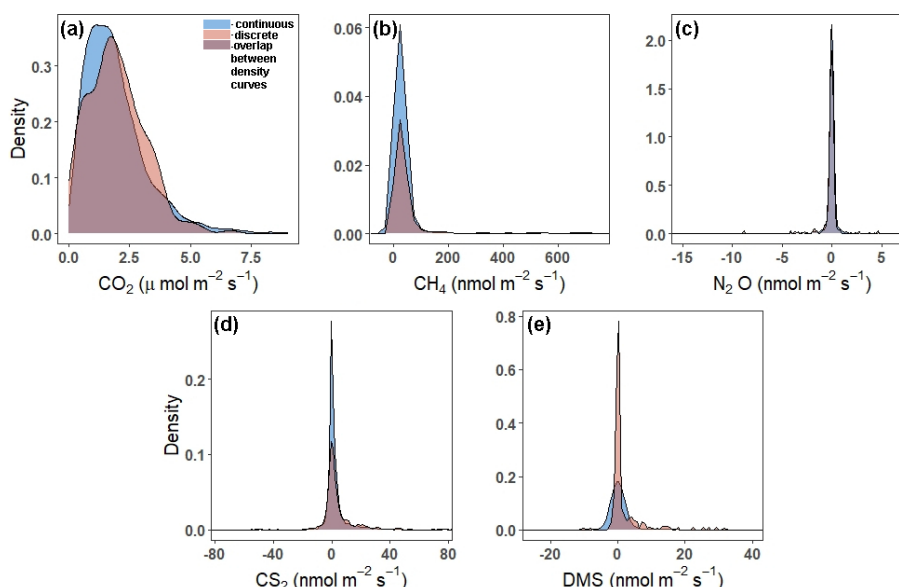 (a)
continuous
discrete
overlap
between
density
curves
Density
0.3
0.2
0.1
0.0
0.0 2.5 5.0 7.5
CO₂ (μ mol m⁻² s⁻¹)
(b)
0.06
0.04
0.02
0.00
0 200 400 600
CH₄ (nmol m⁻² s⁻¹)
(c)
2.0
1.5
1.0
0.5
0.0
-15 -10 -5 0 5
N₂ O (nmol m⁻² s⁻¹)
(d)
Density
0.2
0.1
0.0
-80 -40 0 40 80
CS₂ (nmol m⁻² s⁻¹)
(e)
0.8
0.6
0.4
0.2
0.0
-20 0 20 40
DMS (nmol m⁻² s⁻¹)